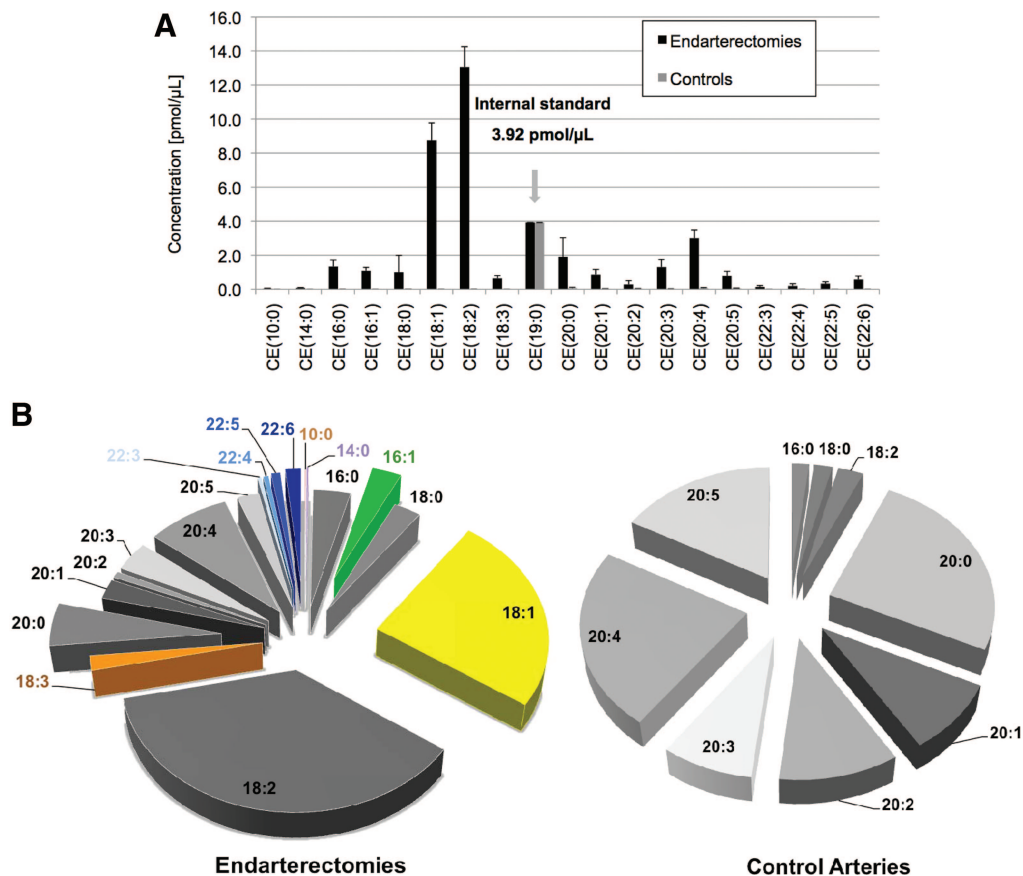 A
Concentration [pmol/µL]
16.0
14.0
12.0
10.0
8.0
6.0
4.0
2.0
0.0
Endarterectomies
Controls
Internal standard
3.92 pmol/µL
CE(10:0)
CE(14:0)
CE(16:0)
CE(16:1)
CE(18:0)
CE(18:1)
CE(18:2)
CE(18:3)
CE(19:0)
CE(20:0)
CE(20:1)
CE(20:2)
CE(20:3)
CE(20:4)
CE(20:5)
CE(22:3)
CE(22:4)
CE(22:5)
CE(22:6)
B
10:0
14:0
16:0
16:1
18:0
18:1
18:2
18:3
20:0
20:1
20:2
20:3
20:4
20:5
22:3
22:4
22:5
22:6
Endarterectomies
16:0
18:0
18:2
20:0
20:1
20:2
20:3
20:4
20:5
Control Arteries